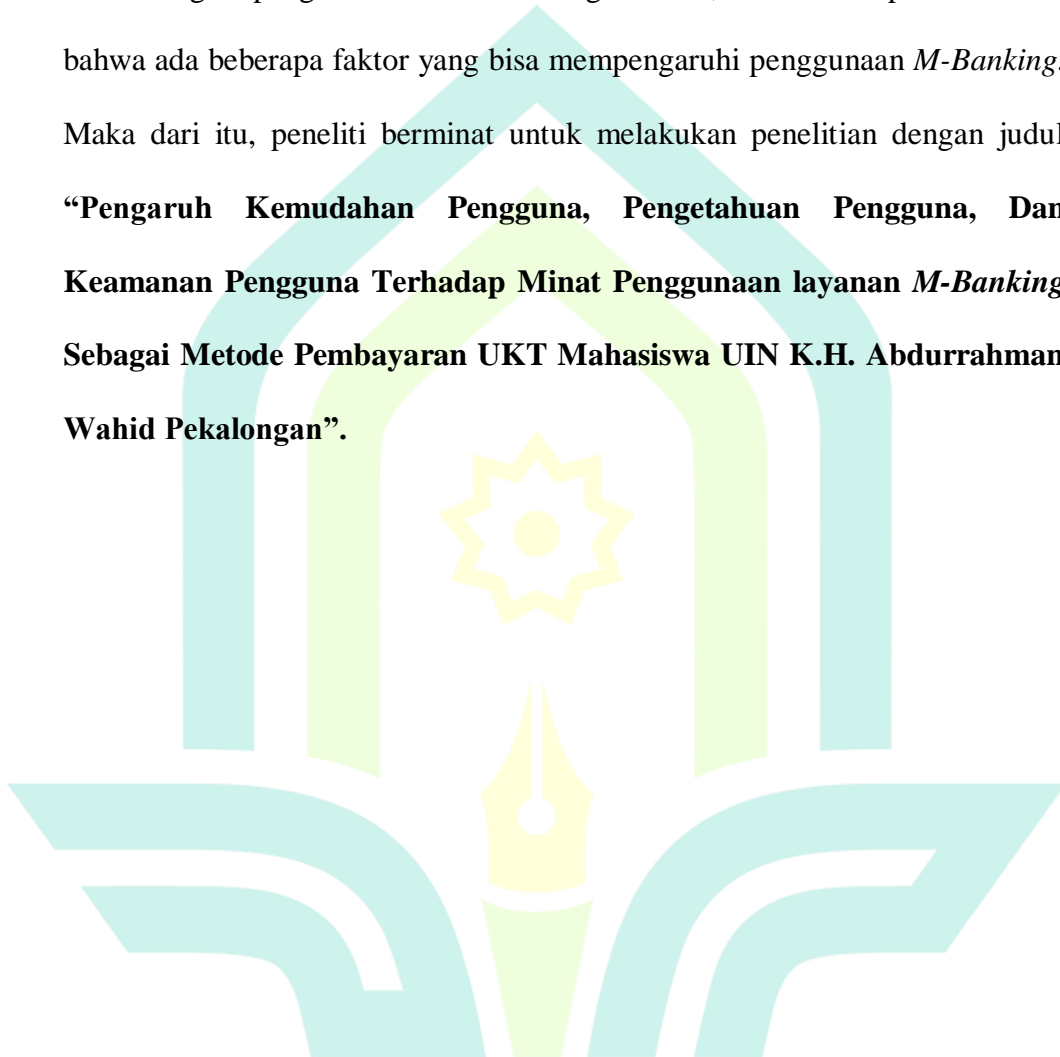 bahwa ada beberapa faktor yang bisa mempengaruhi penggunaan M-Banking.
Maka dari itu, peneliti berminat untuk melakukan penelitian dengan judul
“Pengaruh Kemudahan Pengguna, Pengetahuan Pengguna, Dan
Keamanan Pengguna Terhadap Minat Penggunaan layanan M-Banking
Sebagai Metode Pembayaran UKT Mahasiswa UIN K.H. Abdurrahman
Wahid Pekalongan”.